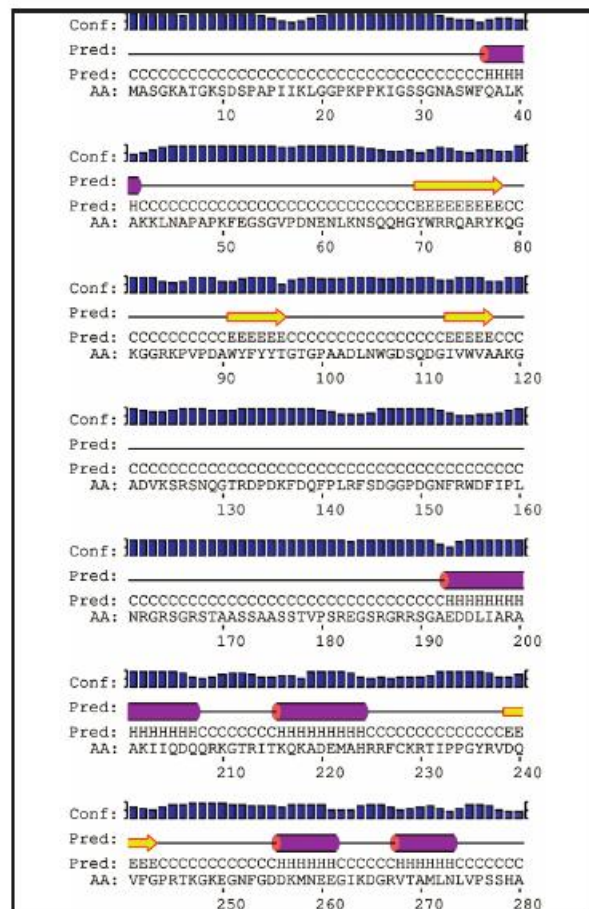 Conf:
Pred:
Pred: CCCCCCCCCCCCCCCCCCCCCCCCCCCCCCCCCCCCHHHH
AA: MASGKATGKSDSPAPIIKLGGPKPPKIGSSGNASWFQALK
10 20 30 40
Conf:
Pred:
Pred: HCCCCCCCCCCCCCCCCCCCCCCCCCCCCEEEEEEEEECC
AA: AKKLNAPAPKFEGSGVPDNENLKNSQQHGYWRRQARYKQG
50 60 70 80
Conf:
Pred:
Pred: CCCCCCCCCCEEEEEECCCCCCCCCCCCCCCCEEEEECCC
AA: KGGRKPVPDAWYFYYTGTGPAADLNWGDSQDGIVWVAAKG
90 100 110 120
Conf:
Pred:
Pred: CCCCCCCCCCCCCCCCCCCCCCCCCCCCCCCCCCCCCCCC
AA: ADVKSRSNQGTRDPDKFDQFPLRFSDGGPDGNFRWDFIPL
130 140 150 160
Conf:
Pred:
Pred: CCCCCCCCCCCCCCCCCCCCCCCCCCCCCCCCHHHHHHHH
AA: NRGRSGRSTAASSAASSTVPSREGSRGRRSGAEDDLIARA
170 180 190 200
Conf:
Pred:
Pred: HHHHHHHCCCCCCCCHHHHHHHHHCCCCCCCCCCCCCCEE
AA: AKIIQDQQRKGTRITKQKADEMAHRRFCKRTIPPGYRVDQ
210 220 230 240
Conf:
Pred:
Pred: EEECCCCCCCCCCCCHHHHHHCCCCCCHHHHHHCCCCCCC
AA: VFGPRTKGKEGNFGDDKMNEEGIKDGRVTAMLNLVPSSHA
250 260 270 280